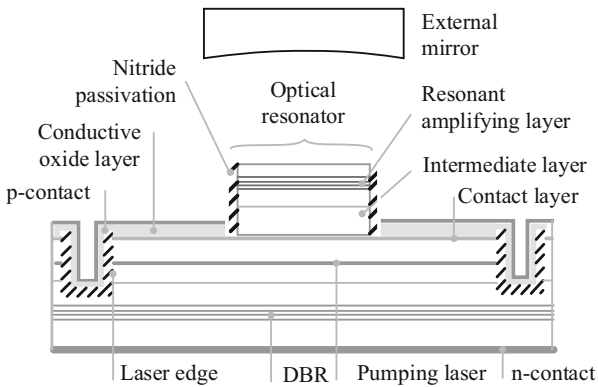 External
mirror
Nitride
passivation
Optical
resonator
Resonant
amplifying layer
Conductive
oxide layer
Intermediate layer
p-contact
Contact layer
Laser edge
DBR
Pumping laser
n-contact